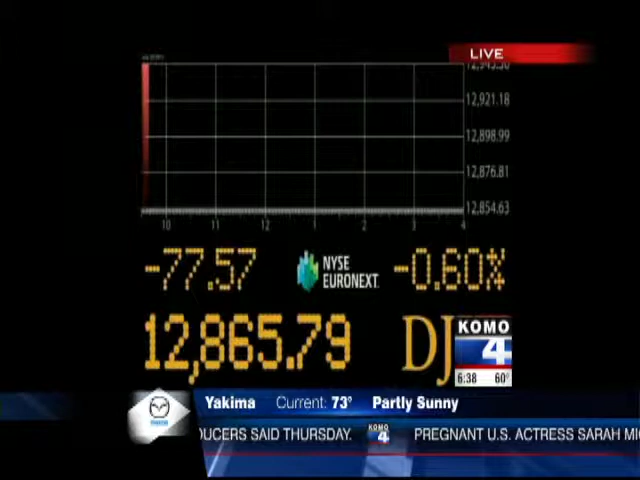 LIVE
12,921.18
12,898.99
12,876.81
12,854.63
10 11 12 1 2 3 4
-77.57
NYSE
EURONEXT
-0.60%
12,865.79
DJ
KOMO
4
6:38 60°
Yakima Current: 73° Partly Sunny
DUCERS SAID THURSDAY. KOMO 4 PREGNANT U.S. ACTRESS SARAH MIC